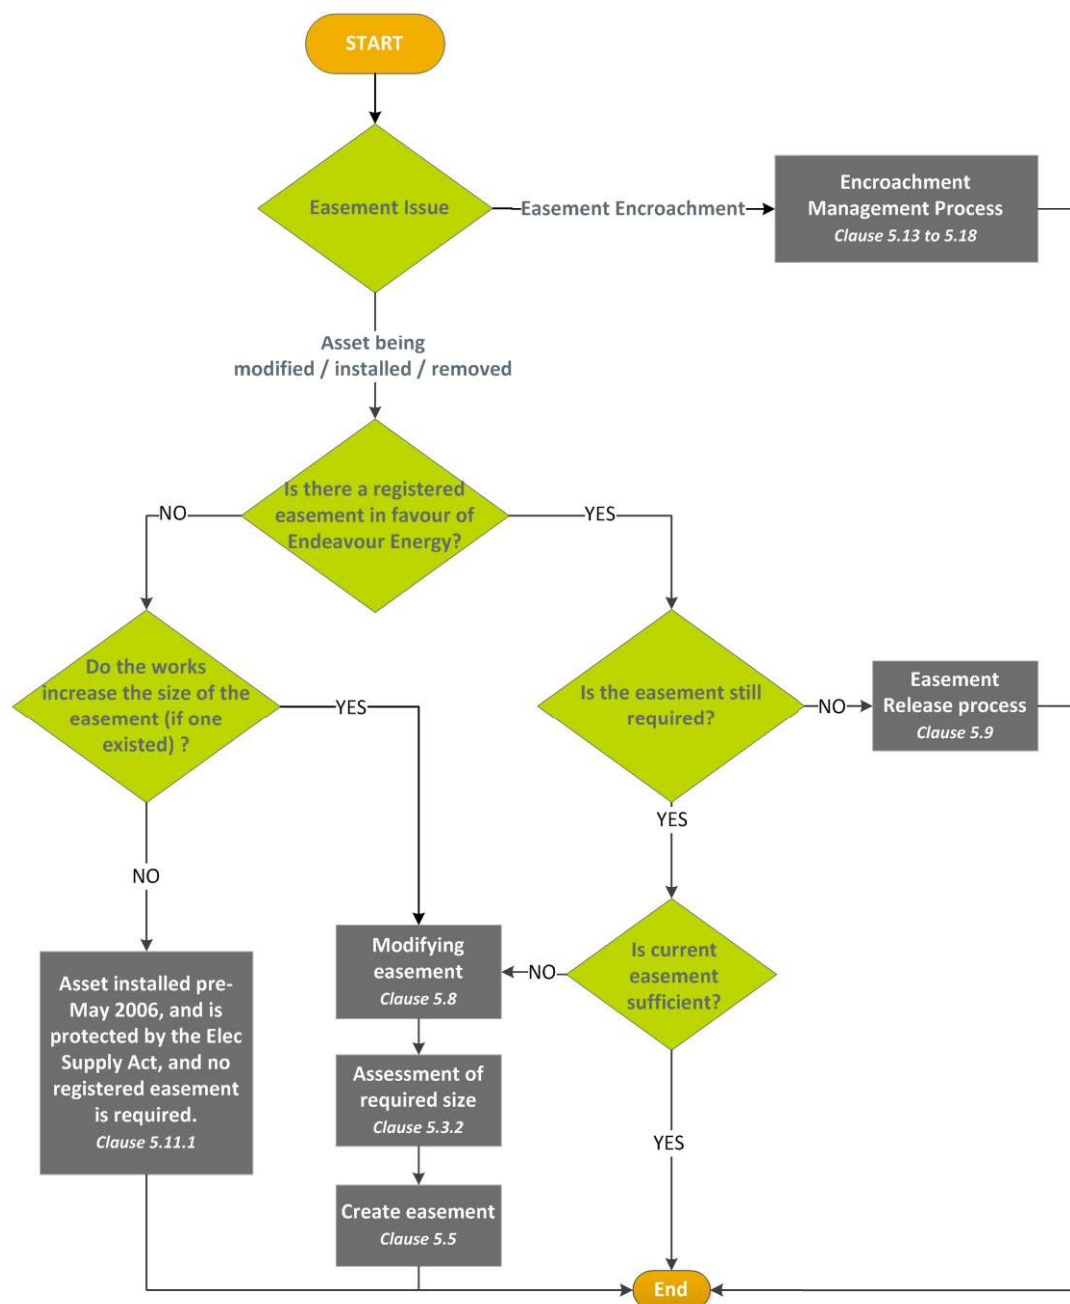 START
Easement Issue
Easement Encroachment
Encroachment
Management Process
Clause 5.13 to 5.18
Asset being
modified / installed / removed
Is there a registered
easement in favour of
Endeavour Energy?
NO
YES
Do the works
increase the size of the
easement (if one
existed) ?
YES
Is the easement still
required?
NO
Easement
Release process
Clause 5.9
NO
YES
Asset installed pre-
May 2006, and is
protected by the Elec
Supply Act, and no
registered easement
is required.
Clause 5.11.1
Modifying
easement
Clause 5.8
NO
Is current
easement
sufficient?
Assessment of
required size
Clause 5.3.2
YES
Create easement
Clause 5.5
End